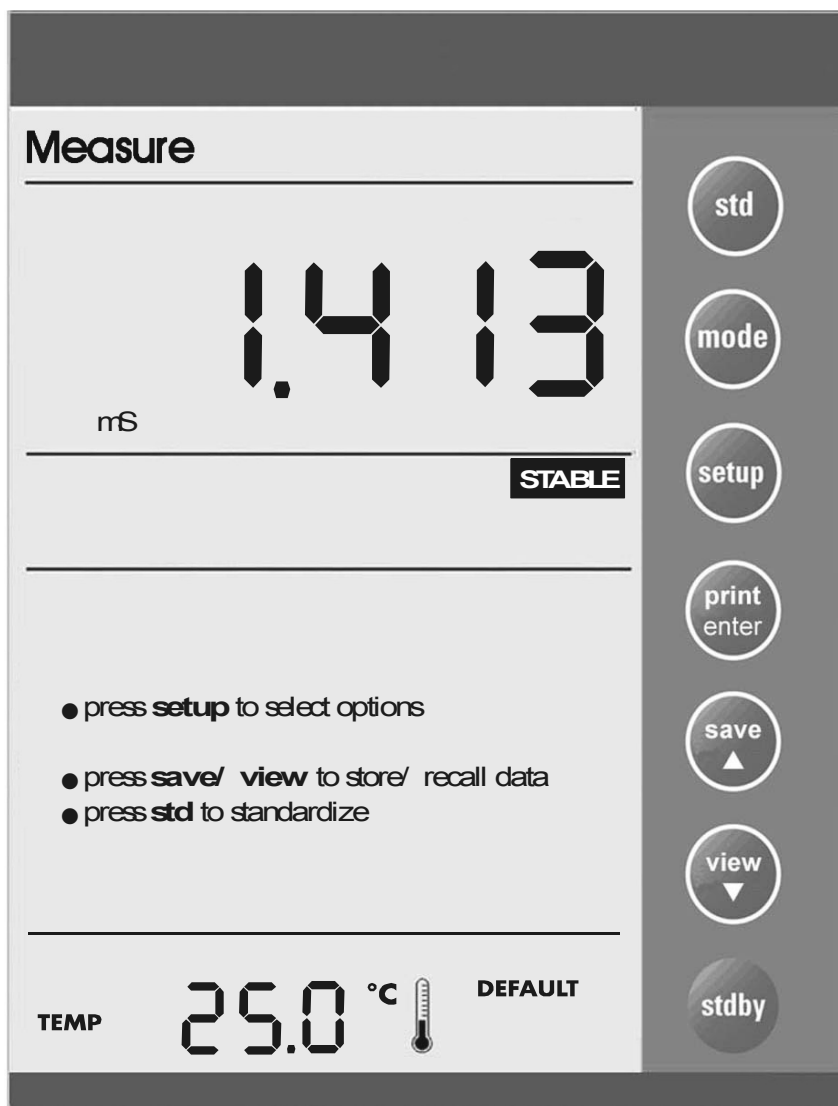 Measure
1.413
mS
STABLE
● press setup to select options
● press save/ view to store/ recall data
● press std to standardize
TEMP 25.0 °C DEFAULT
std
mode
setup
print
enter
save
▲
view
▼
stdby